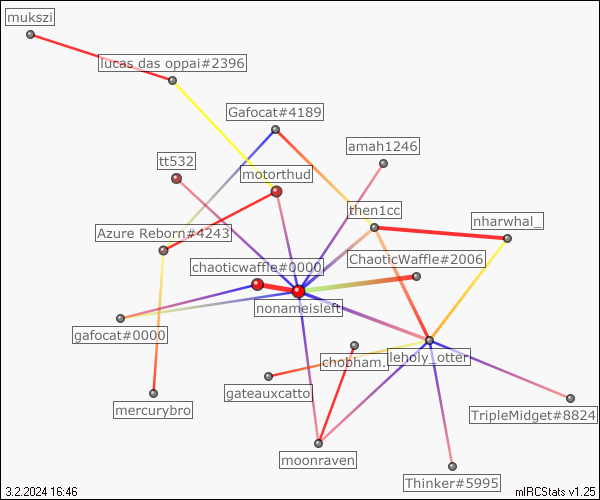 mukszi
lucas das oppai#2396
Gafocat#4189
amah1246
tt532
motorthud
then1cc
nharwhal_
Azure Reborn#4243
ChaoticWaffle#2006
chaoticwaffle#0000
nonameisleft
gafocat#0000
chobham.
leholy_otter
gateauxcatto
mercurybro
TripleMidget#8824
moonraven
Thinker#5995
3.2.2024 16:46
mIRCStats v1.25